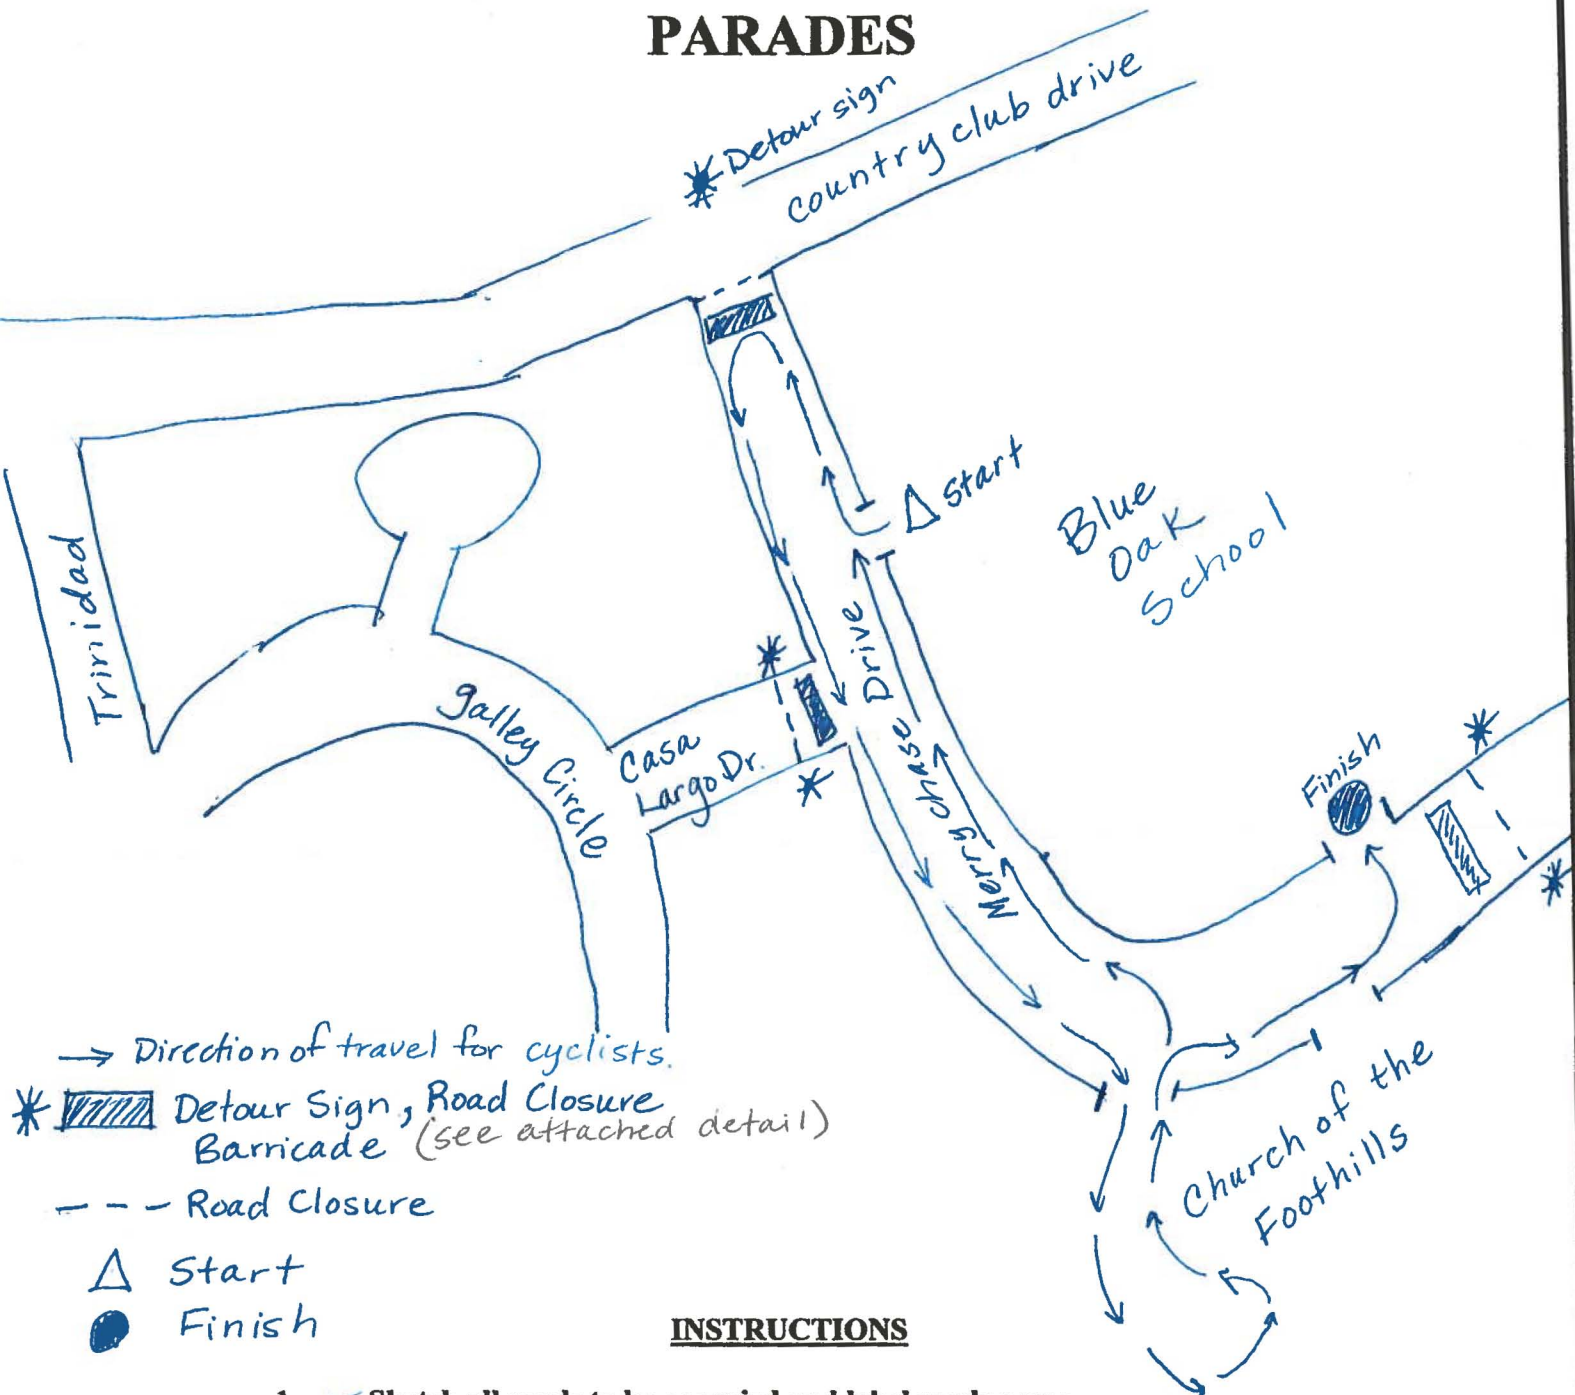 PARADES
Detour sign
country club drive
Start
Blue
Oak
School
Trinidad
galley Circle
Casa
Largo Dr.
Merrychase Drive
Finish
Church of the
Foothills
Direction of travel for cyclists.
Detour Sign, Road Closure
Barricade (see attached detail)
Road Closure
Start
Finish
INSTRUCTIONS